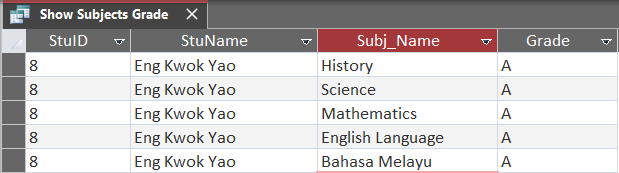 Show Subjects Grade
StuID StuName Subj_Name Grade
8 Eng Kwok Yao History A
8 Eng Kwok Yao Science A
8 Eng Kwok Yao Mathematics A
8 Eng Kwok Yao English Language A
8 Eng Kwok Yao Bahasa Melayu A